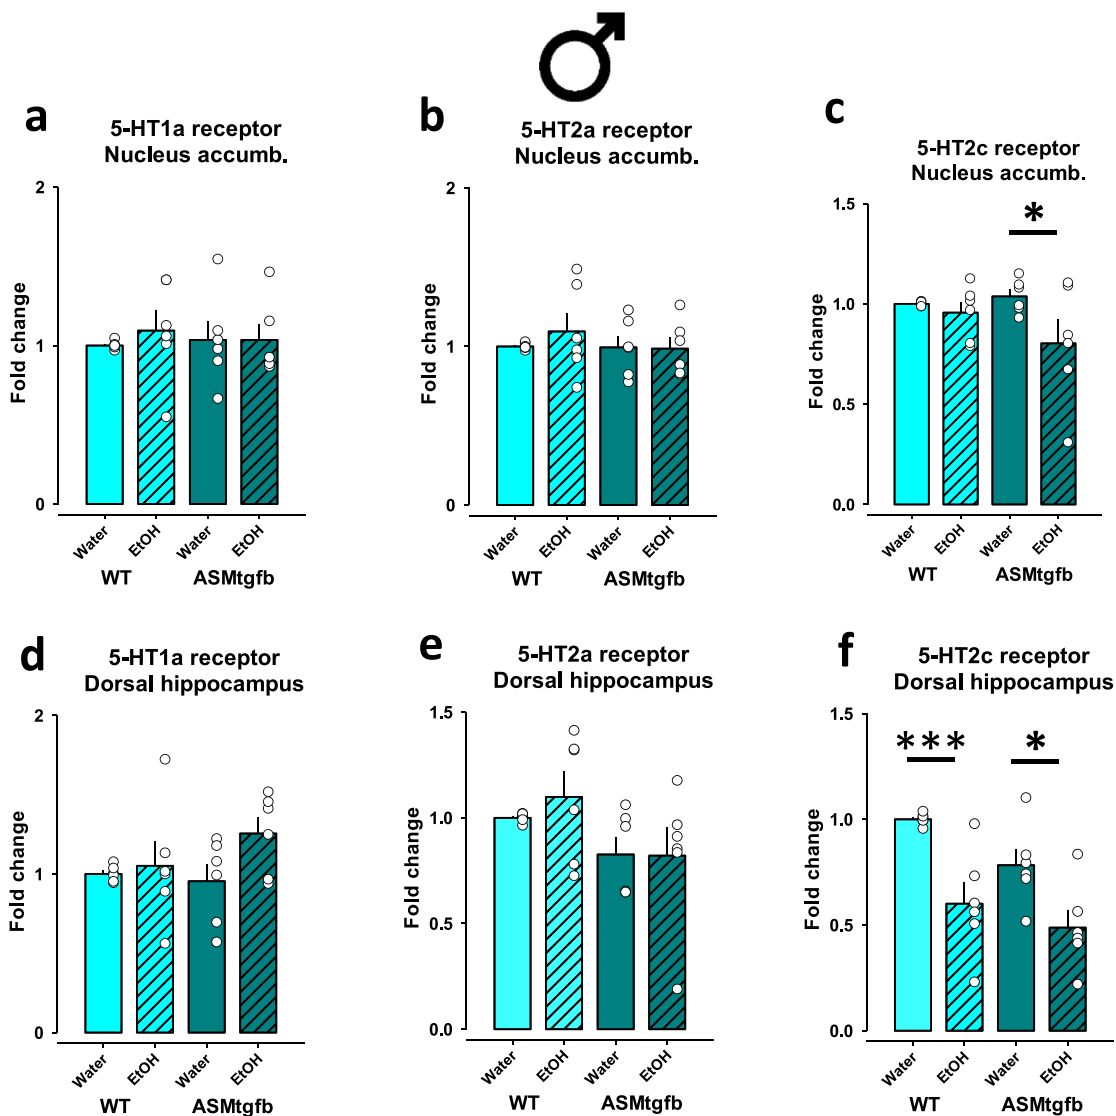 a
5-HT1a receptor
Nucleus accumb.
Fold change
2
1
0
Water
EtOH
Water
EtOH
WT
ASMtgfb
b
5-HT2a receptor
Nucleus accumb.
Fold change
2
1
0
Water
EtOH
Water
EtOH
WT
ASMtgfb
c
5-HT2c receptor
Nucleus accumb.
Fold change
1.5
1.0
0.5
0.0
*
Water
EtOH
Water
EtOH
WT
ASMtgfb
d
5-HT1a receptor
Dorsal hippocampus
Fold change
2
1
0
Water
EtOH
Water
EtOH
WT
ASMtgfb
e
5-HT2a receptor
Dorsal hippocampus
Fold change
1.5
1.0
0.5
0.0
Water
EtOH
Water
EtOH
WT
ASMtgfb
f
5-HT2c receptor
Dorsal hippocampus
Fold change
1.5
1.0
0.5
0.0
***
*
Water
EtOH
Water
EtOH
WT
ASMtgfb